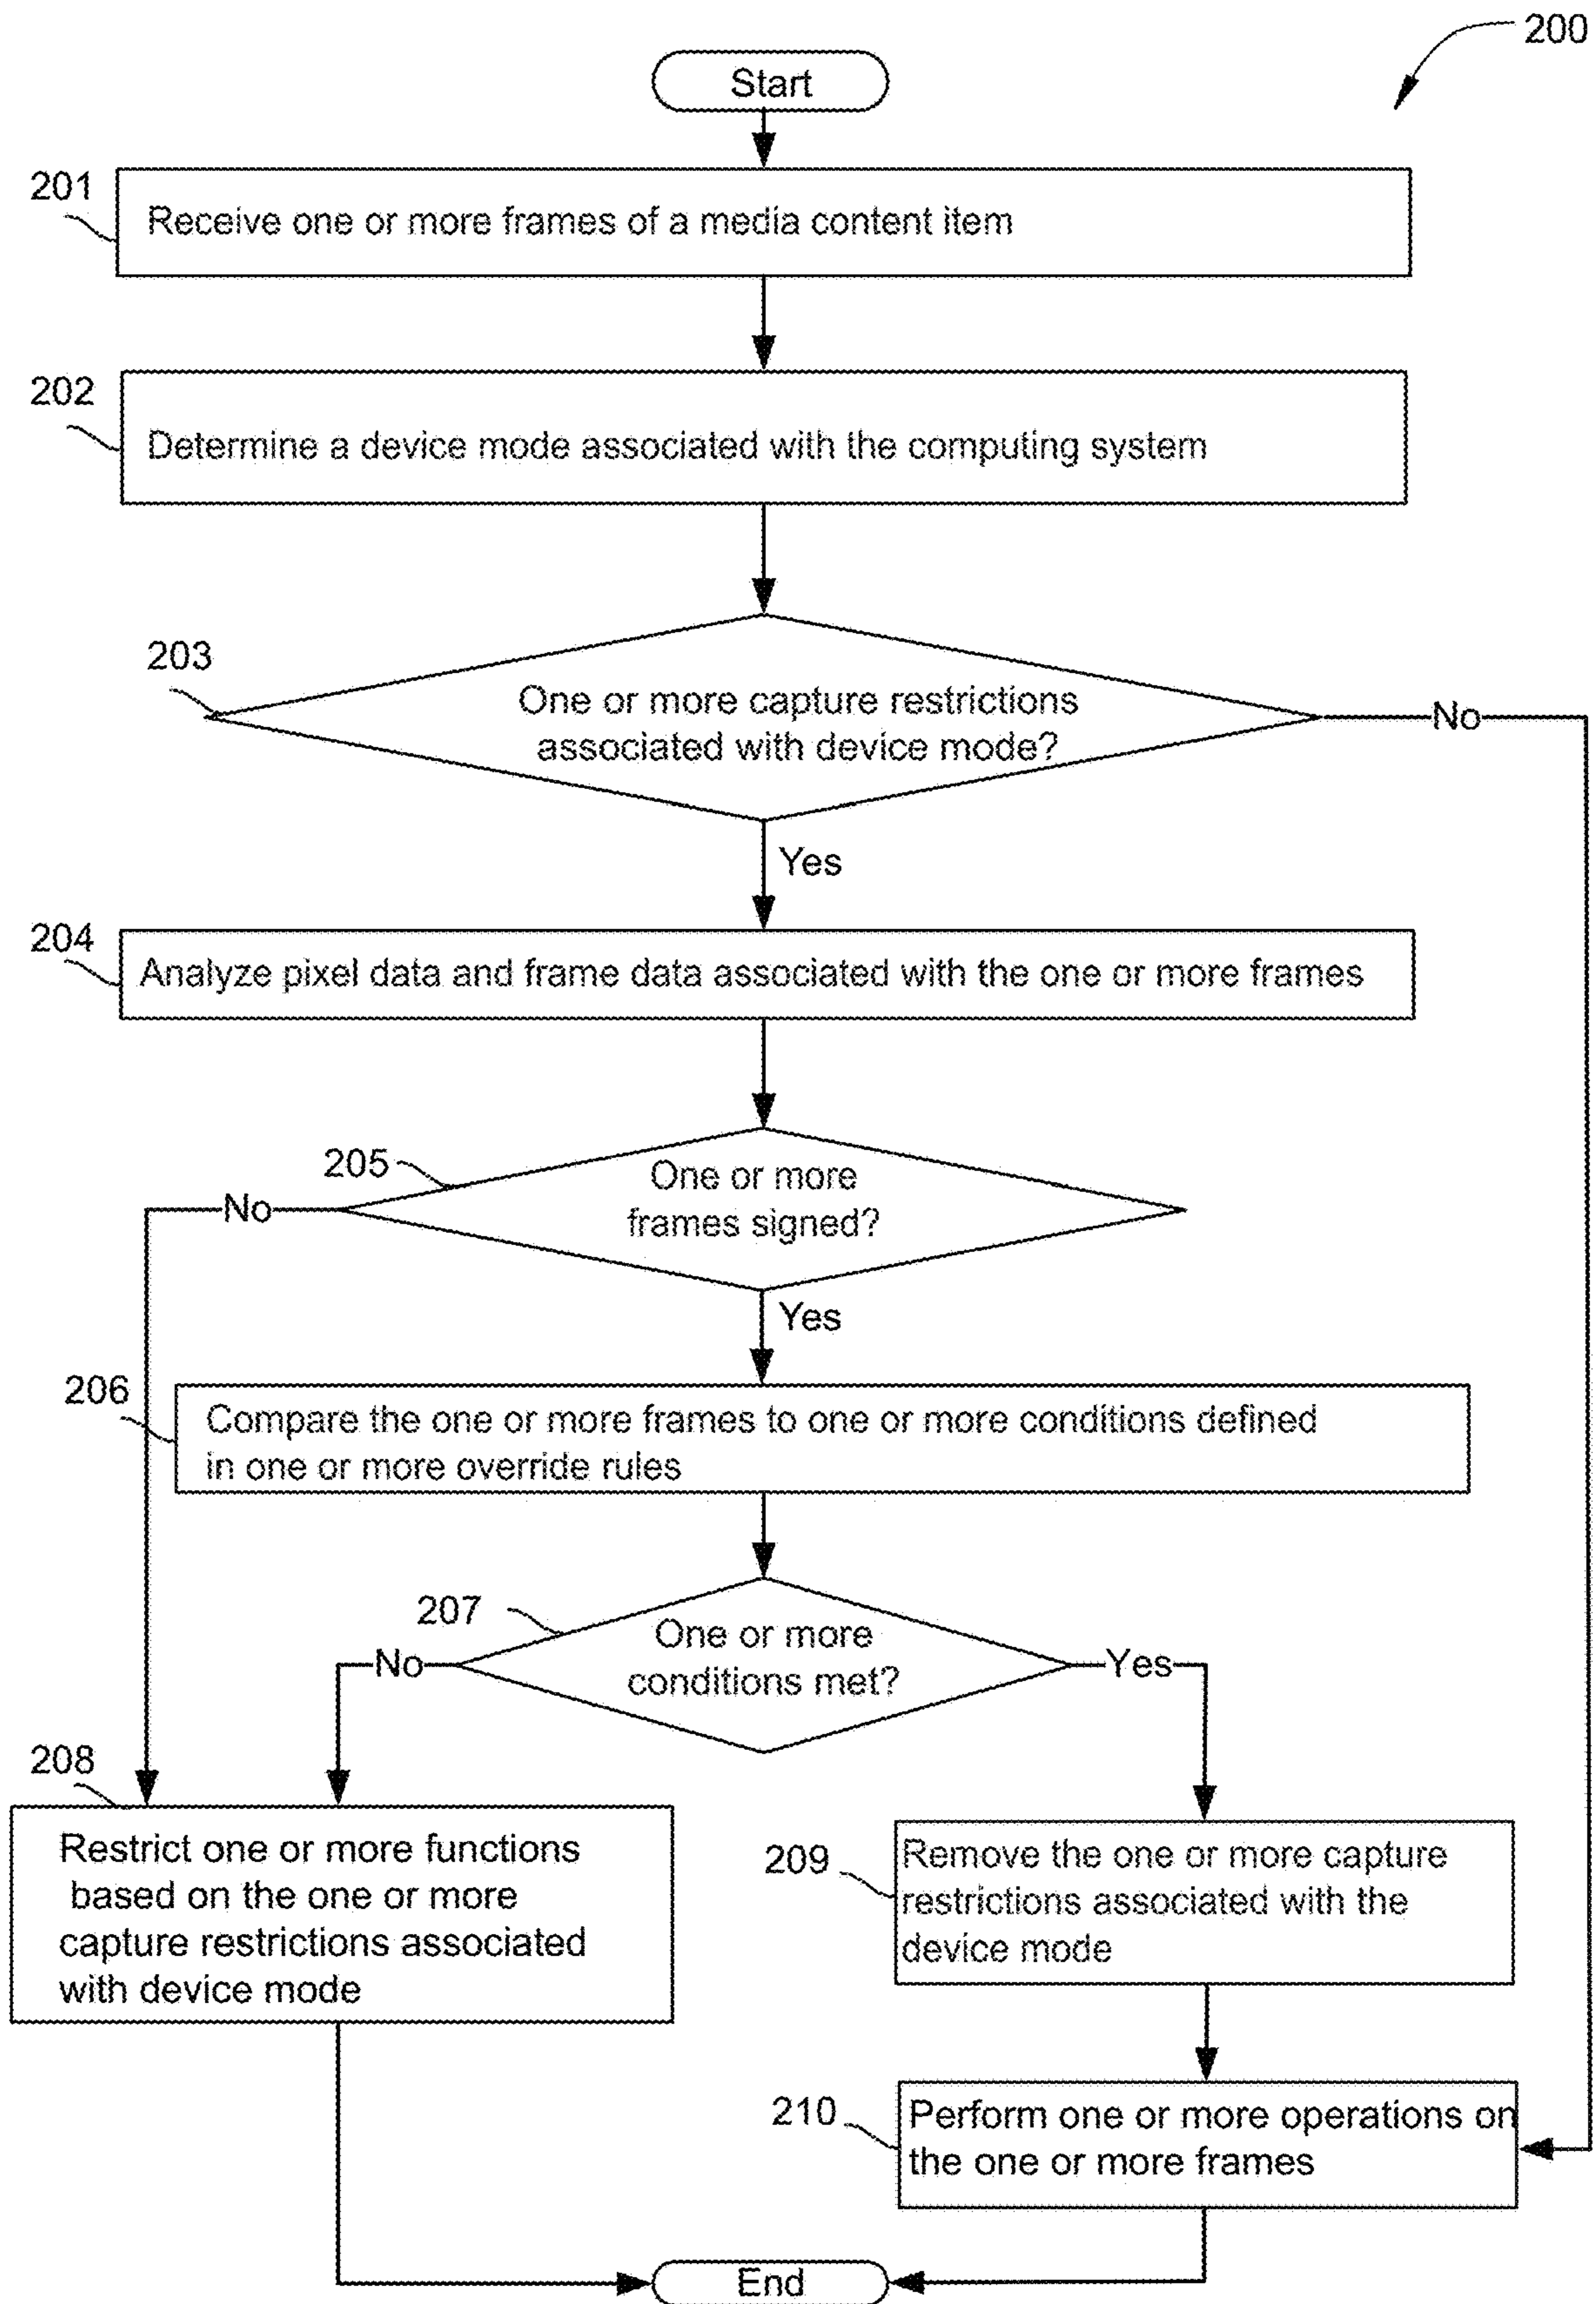 200
Start
201
Receive one or more frames of a media content item
202
Determine a device mode associated with the computing system
203
One or more capture restrictions
associated with device mode?
No
Yes
204
Analyze pixel data and frame data associated with the one or more frames
205
One or more
frames signed?
No
Yes
206
Compare the one or more frames to one or more conditions defined
in one or more override rules
207
One or more
conditions met?
No
Yes
208
Restrict one or more functions
based on the one or more
capture restrictions associated
with device mode
209
Remove the one or more capture
restrictions associated with the
device mode
210
Perform one or more operations on
the one or more frames
End